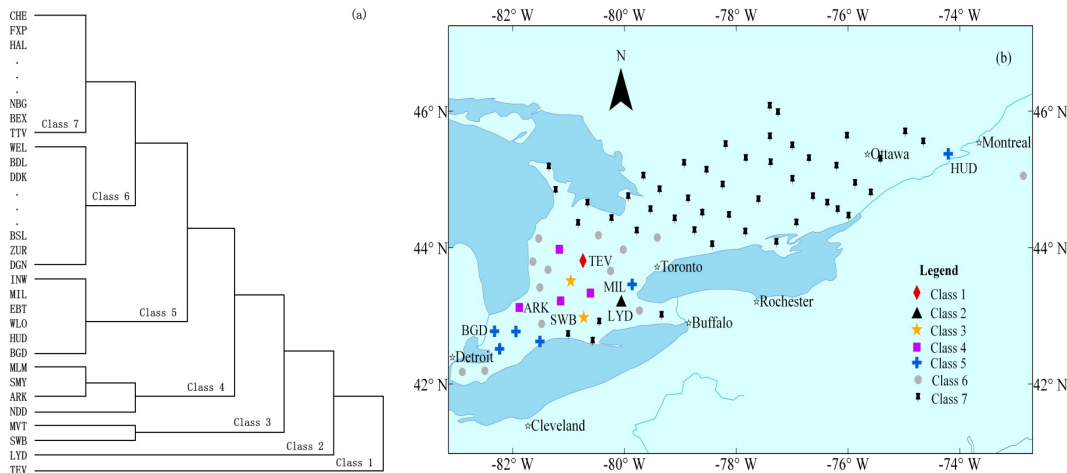 (a)
CHE
FXP
HAL
.
.
.
NBG
BEX
TTV
Class 7
WEL
BDL
DDK
.
.
.
BSL
ZUR
DGN
Class 6
INW
MIL
EBT
WLO
HUD
BGD
Class 5
MLM
SMY
ARK
NDD
Class 4
MVT
SWB
Class 3
LYD
Class 2
TEV
Class 1
-82° W -80° W -78° W -76° W -74° W
(b)
N
46° N
46° N
☆Ottawa
☆Montreal
HUD
44° N
44° N
TEV
☆Toronto
MIL
ARK
LYD
SWB
☆Rochester
BGD
☆Buffalo
☆Detroit
42° N
42° N
☆Cleveland
Legend
Class 1
Class 2
Class 3
Class 4
Class 5
Class 6
Class 7
-82° W -80° W -78° W -76° W -74° W